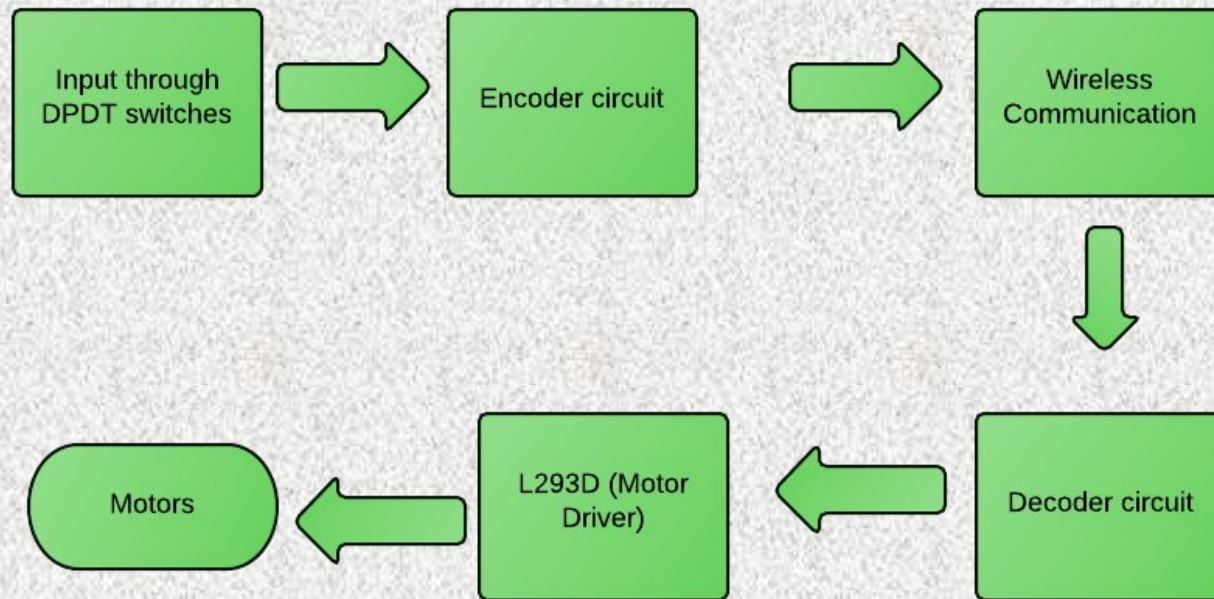 Input through
DPDT switches
Encoder circuit
Wireless
Communication
Decoder circuit
L293D (Motor
Driver)
Motors